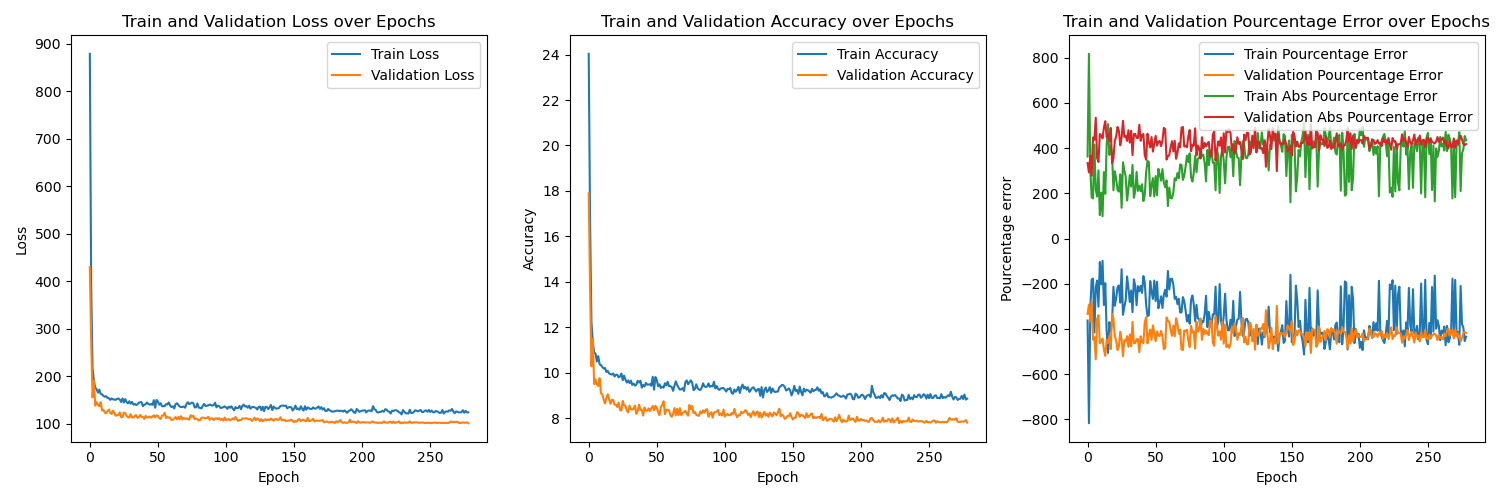 Train and Validation Loss over Epochs
Loss
900
800
700
600
500
400
300
200
100
Train Loss
Validation Loss
0 50 100 150 200 250
Epoch
Train and Validation Accuracy over Epochs
Accuracy
24
22
20
18
16
14
12
10
8
Train Accuracy
Validation Accuracy
0 50 100 150 200 250
Epoch
Train and Validation Pourcentage Error over Epochs
Pourcentage error
800
600
400
200
0
−200
−400
−600
−800
Train Pourcentage Error
Validation Pourcentage Error
Train Abs Pourcentage Error
Validation Abs Pourcentage Error
0 50 100 150 200 250
Epoch